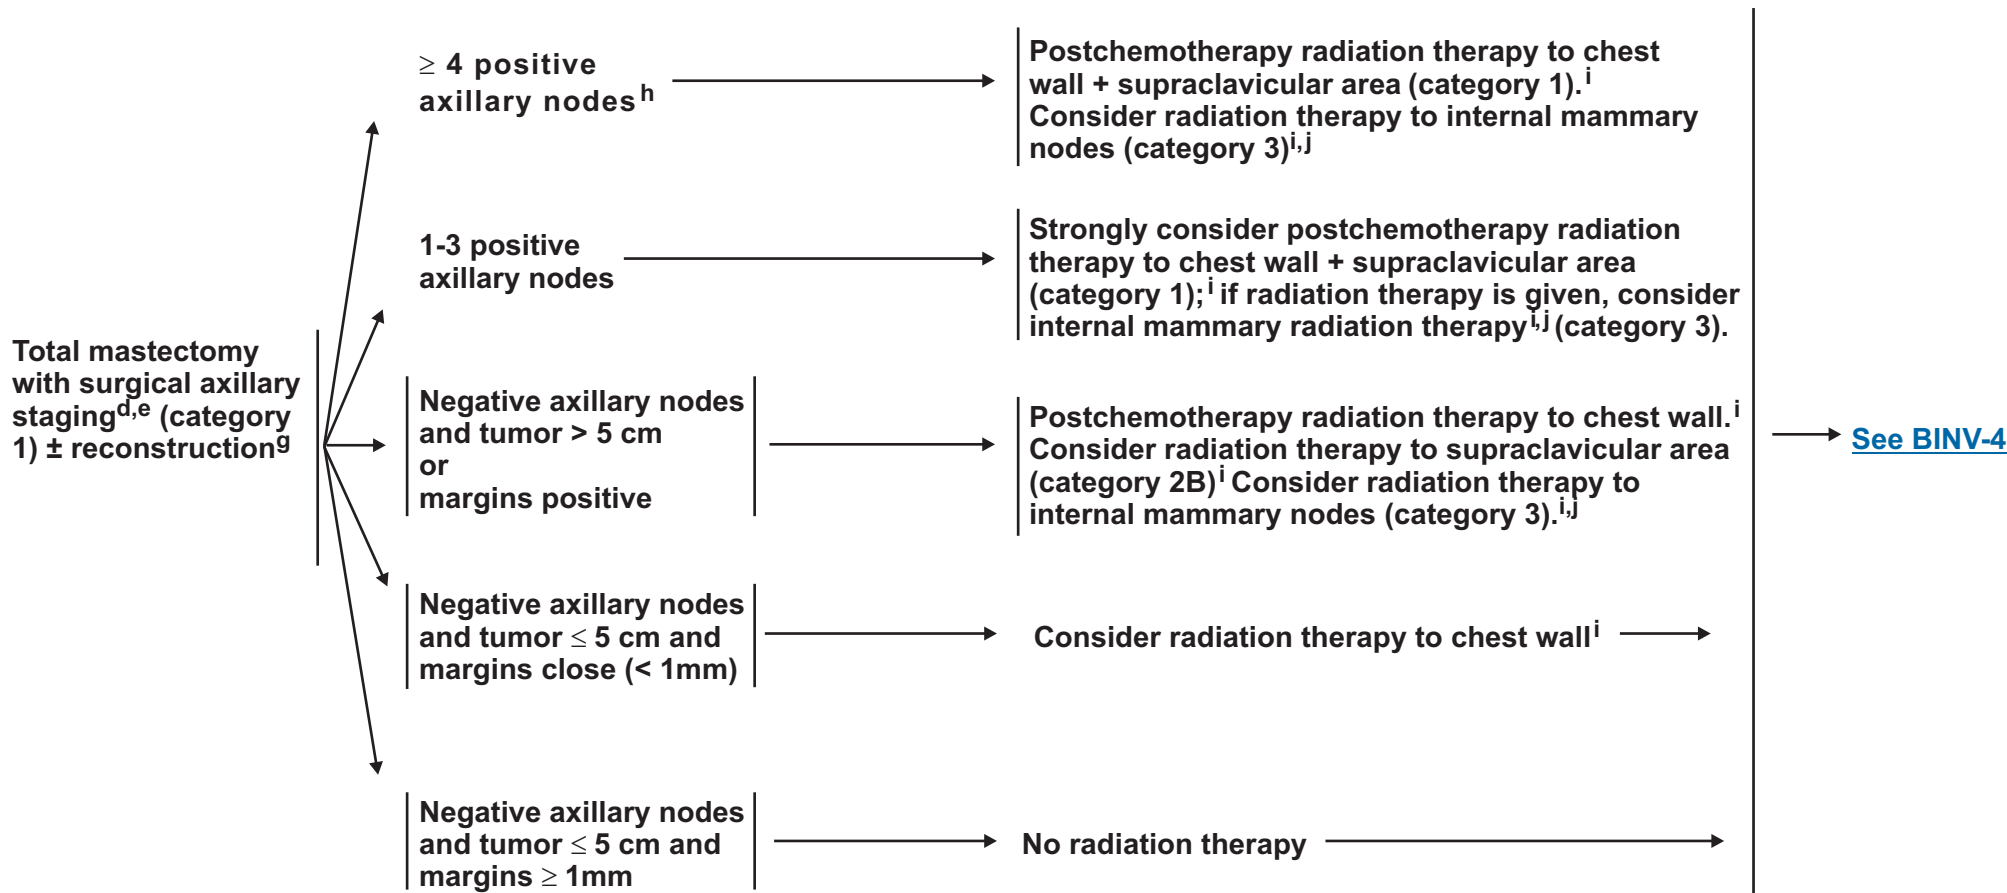 Total mastectomy
with surgical axillary
staging^d,e (category
1) ± reconstruction^g
≥ 4 positive
axillary nodes^h
Postchemotherapy radiation therapy to chest
wall + supraclavicular area (category 1).^i
Consider radiation therapy to internal mammary
nodes (category 3)^i,j
1-3 positive
axillary nodes
Strongly consider postchemotherapy radiation
therapy to chest wall + supraclavicular area
(category 1);^i if radiation therapy is given, consider
internal mammary radiation therapy^i,j (category 3).
Negative axillary nodes
and tumor > 5 cm
or
margins positive
Postchemotherapy radiation therapy to chest wall.^i
Consider radiation therapy to supraclavicular area
(category 2B)^i Consider radiation therapy to
internal mammary nodes (category 3).^i,j
Negative axillary nodes
and tumor ≤ 5 cm and
margins close (< 1mm)
Consider radiation therapy to chest wall^i
Negative axillary nodes
and tumor ≤ 5 cm and
margins ≥ 1mm
No radiation therapy
See BINV-4